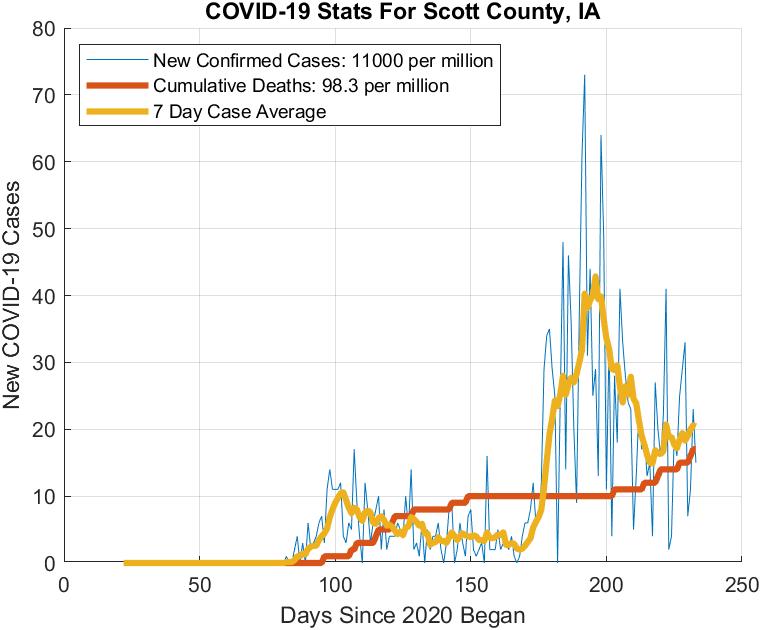 COVID-19 Stats For Scott County, IA
80
70
60
50
40
30
20
10
0
New COVID-19 Cases
New Confirmed Cases: 11000 per million
Cumulative Deaths: 98.3 per million
7 Day Case Average
0 50 100 150 200 250
Days Since 2020 Began